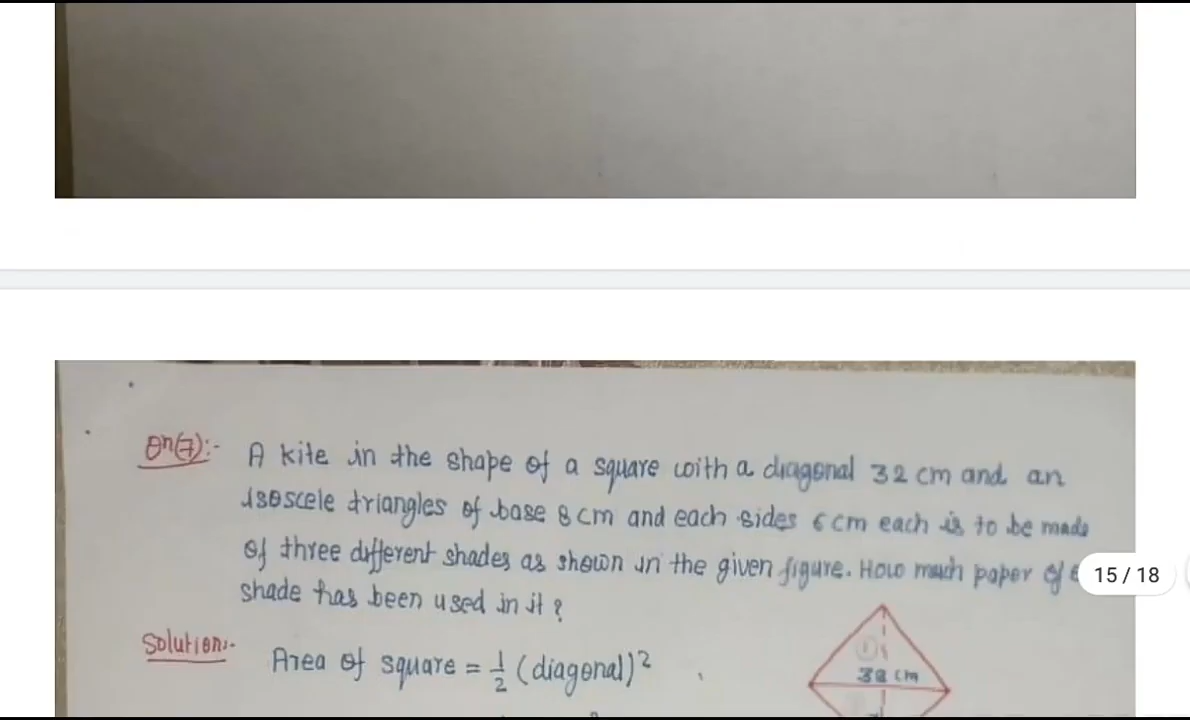 Qn(7):- A kite in the shape of a square with a diagonal 32 cm and an
isoscele triangles of base 8 cm and each sides 6 cm each is to be made
of three different shades as shown in the given figure. How much paper of
shade has been used in it ?
15 / 18
Solution:- Area of square = 1/2 (diagonal)²
①
32 cm